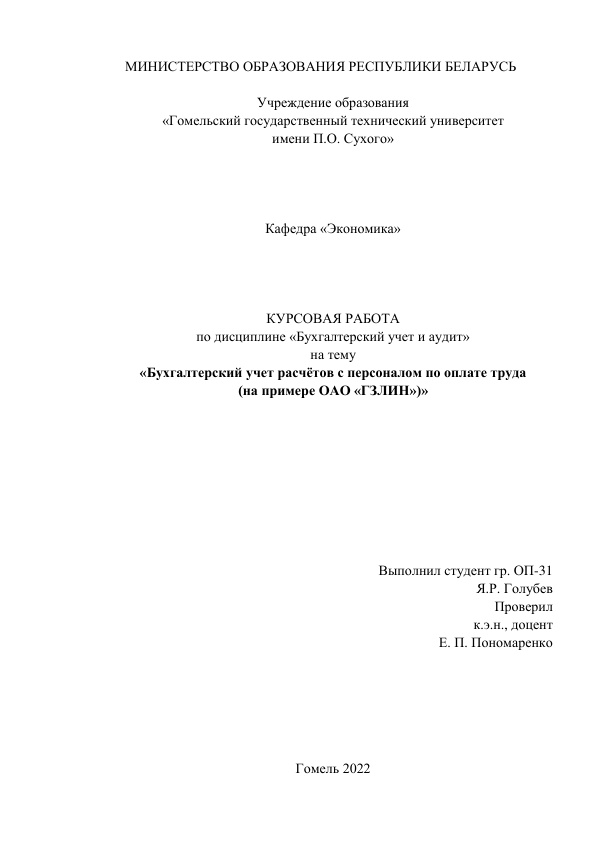 МИНИСТЕРСТВО ОБРАЗОВАНИЯ РЕСПУБЛИКИ БЕЛАРУСЬ
Учреждение образования
«Гомельский государственный технический университет
имени П.О. Сухого»
Кафедра «Экономика»
КУРСОВАЯ РАБОТА
по дисциплине «Бухгалтерский учет и аудит»
на тему
«Бухгалтерский учет расчётов с персоналом по оплате труда
(на примере ОАО «ГЗЛИН»)»
Выполнил студент гр. ОП-31
Я.Р. Голубев
Проверил
к.э.н., доцент
Е. П. Пономаренко
Гомель 2022